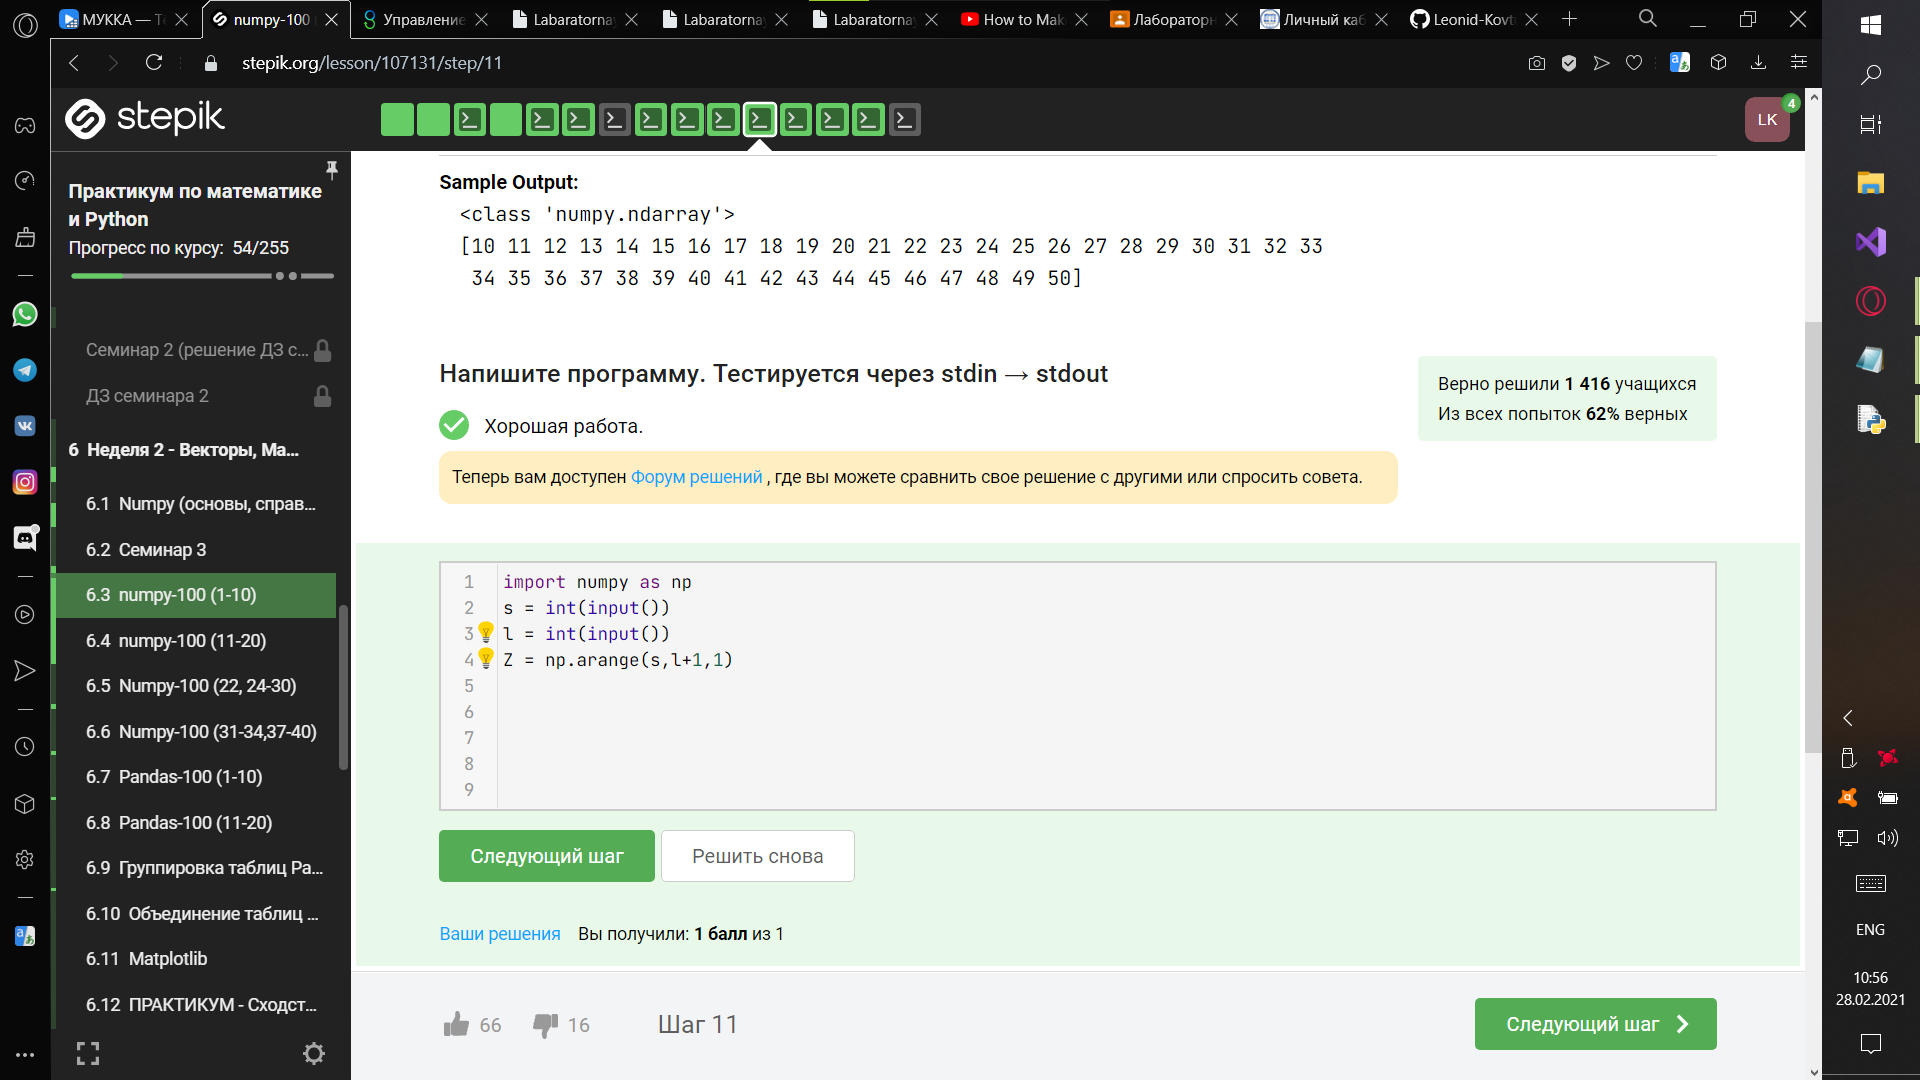 МУККА — Т
numpy-100
Управление
Labaratorna
Labaratorna
Labaratorna
How to Mak
Лаборатор
Личный каб
Leonid-Kovt
stepik.org/lesson/107131/step/11
stepik
LK
4
Практикум по математике
и Python
Прогресс по курсу: 54/255
Семинар 2 (решение ДЗ с...
ДЗ семинара 2
6 Неделя 2 - Векторы, Ма...
6.1 Numpy (основы, справ...
6.2 Семинар 3
6.3 numpy-100 (1-10)
6.4 numpy-100 (11-20)
6.5 Numpy-100 (22, 24-30)
6.6 Numpy-100 (31-34,37-40)
6.7 Pandas-100 (1-10)
6.8 Pandas-100 (11-20)
6.9 Группировка таблиц Pa...
6.10 Объединение таблиц ...
6.11 Matplotlib
6.12 ПРАКТИКУМ - Сходст...
Sample Output:
<class 'numpy.ndarray'>
[10 11 12 13 14 15 16 17 18 19 20 21 22 23 24 25 26 27 28 29 30 31 32 33
34 35 36 37 38 39 40 41 42 43 44 45 46 47 48 49 50]
Напишите программу. Тестируется через stdin → stdout
Верно решили 1 416 учащихся
Из всех попыток 62% верных
Хорошая работа.
Теперь вам доступен Форум решений , где вы можете сравнить свое решение с другими или спросить совета.
1 import numpy as np
2 s = int(input())
3 l = int(input())
4 Z = np.arange(s,l+1,1)
5
6
7
8
9
Следующий шаг
Решить снова
Ваши решения Вы получили: 1 балл из 1
66
16
Шаг 11
Следующий шаг
ENG
10:56
28.02.2021